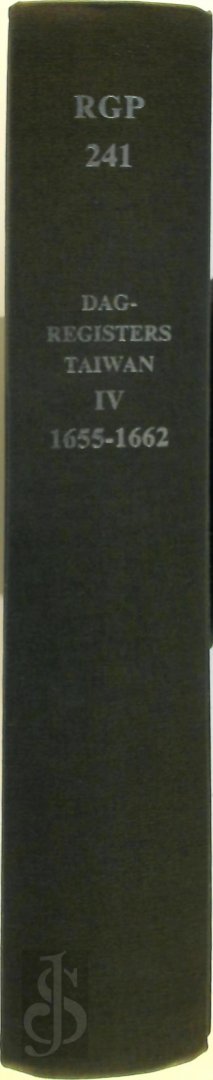 RGP
241
DAG-
REGISTERS
TAIWAN
IV
1655-1662